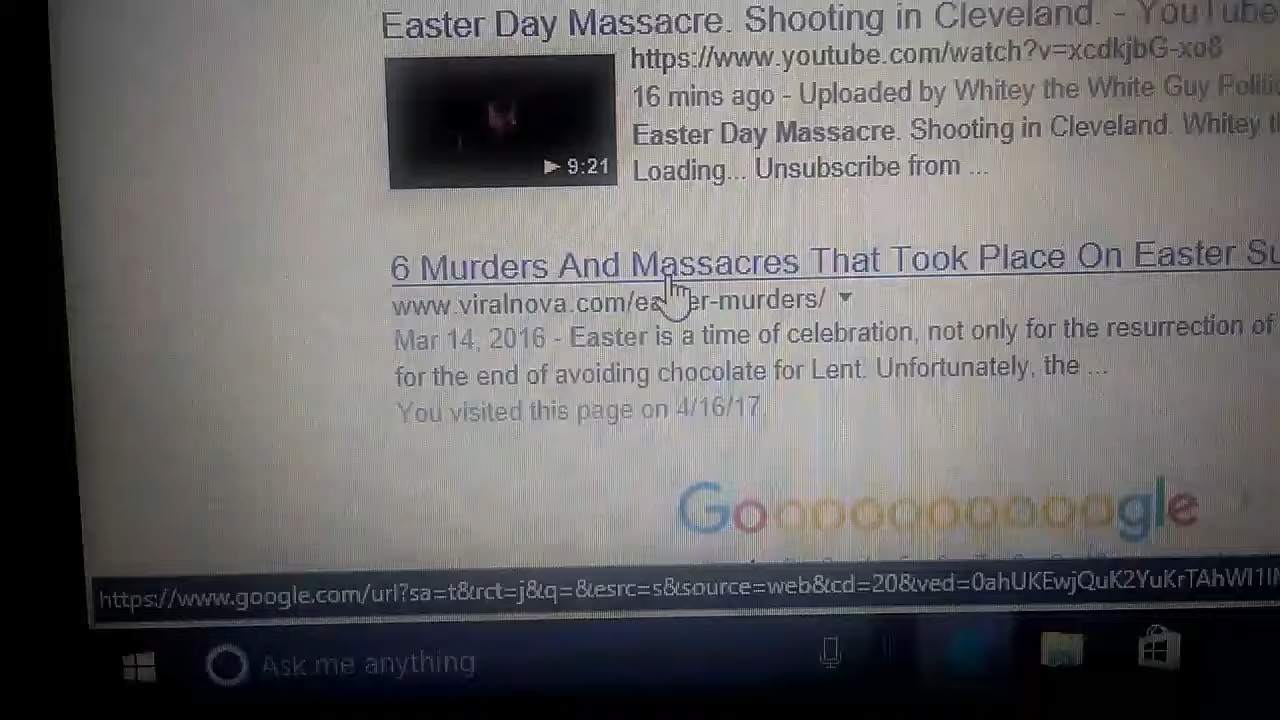 Easter Day Massacre. Shooting in Cleveland. - YouTube
https://www.youtube.com/watch?v=xcdkjbG-xo8
16 mins ago - Uploaded by Whitey the White Guy
Easter Day Massacre. Shooting in Cleveland. Whitey
▶ 9:21
Loading... Unsubscribe from ...
6 Murders And Massacres That Took Place On Easter Su
www.viralnova.com/ea er-murders/
Mar 14, 2016 - Easter is a time of celebration, not only for the resurrection of
for the end of avoiding chocolate for Lent. Unfortunately, the ...
You visited this page on 4/16/17.
Goooooooooogle
https://www.google.com/url?sa=t&rct=j&q=&esrc=s&source=web&cd=20&ved=0ahUKEwjQuK2YuKrTAhWI1II
Ask me anything